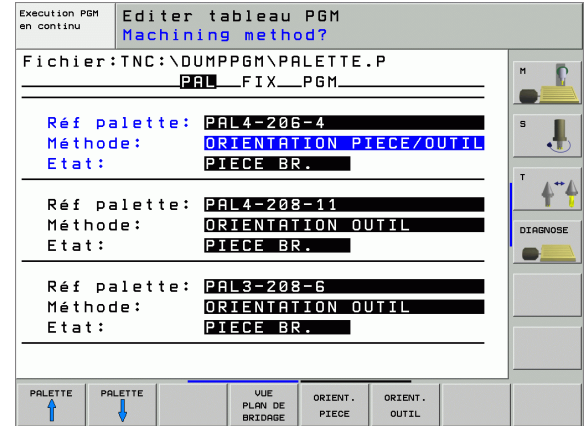 Execution PGM
en continu
Editer tableau PGM
Machining method?
Fichier:TNC:\DUMPPGM\PALETTE.P
PAL__FIX__PGM
Réf palette: PAL4-206-4
Méthode: ORIENTATION PIECE/OUTIL
Etat: PIECE BR.
Réf palette: PAL4-208-11
Méthode: ORIENTATION OUTIL
Etat: PIECE BR.
Réf palette: PAL3-208-6
Méthode: ORIENTATION OUTIL
Etat: PIECE BR.
M
S
T
DIAGNOSE
PALETTE
PALETTE
VUE
PLAN DE
BRIDAGE
ORIENT.
PIECE
ORIENT.
OUTIL